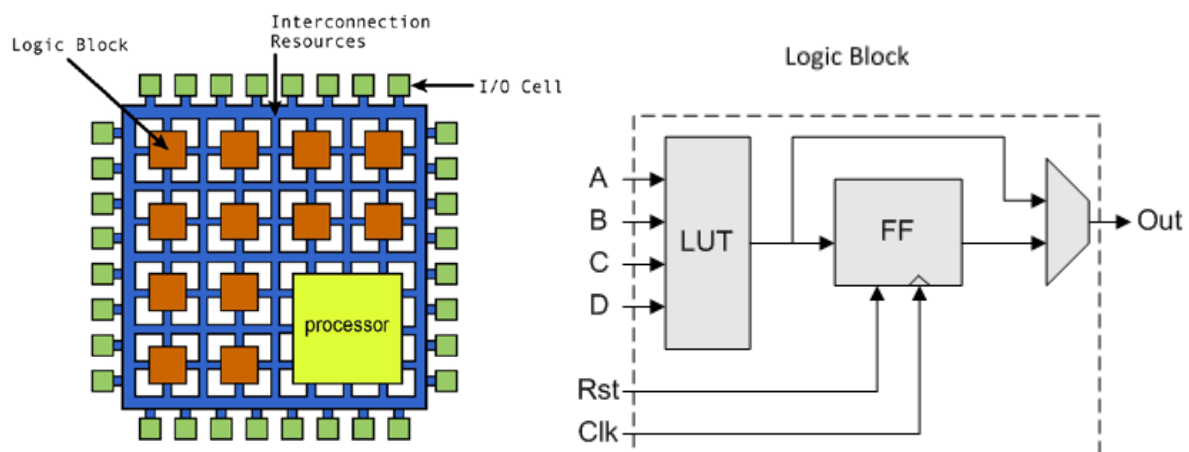 Interconnection
Resources
Logic Block
I/O Cell
processor
Logic Block
A
B
C
D
LUT
FF
Out
Rst
Clk